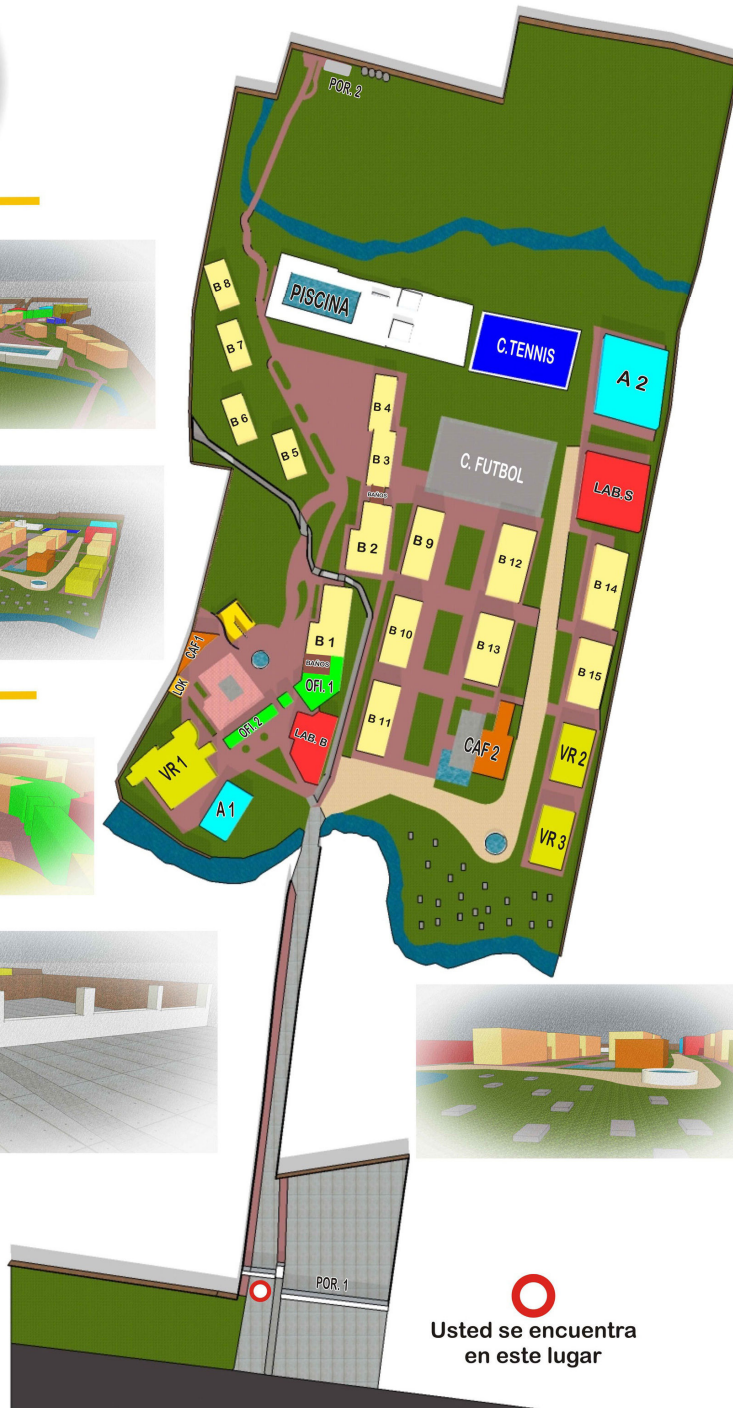 POR. 2
B 8
PISCINA
B 7
C.TENNIS
A 2
B 4
B 6
B 5
B 3
C. FUTBOL
LAB.S
BAÑOS
B 2
B 9
B 12
B 14
B 1
B 10
B 13
B 15
CAF 1
BAÑOS
LOK
OFI. 1
OFI. 2
B 11
LAB. B
CAF 2
VR 2
VR 1
A 1
VR 3
POR. 1
Usted se encuentra
en este lugar